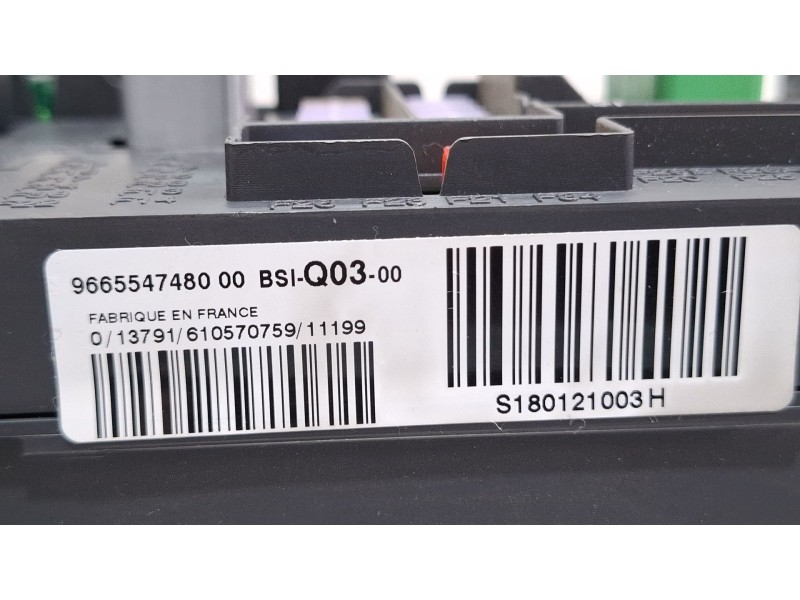 9665547480 00 BSI-Q03-00
FABRIQUE EN FRANCE
0/13791/610570759/11199
S180121003H